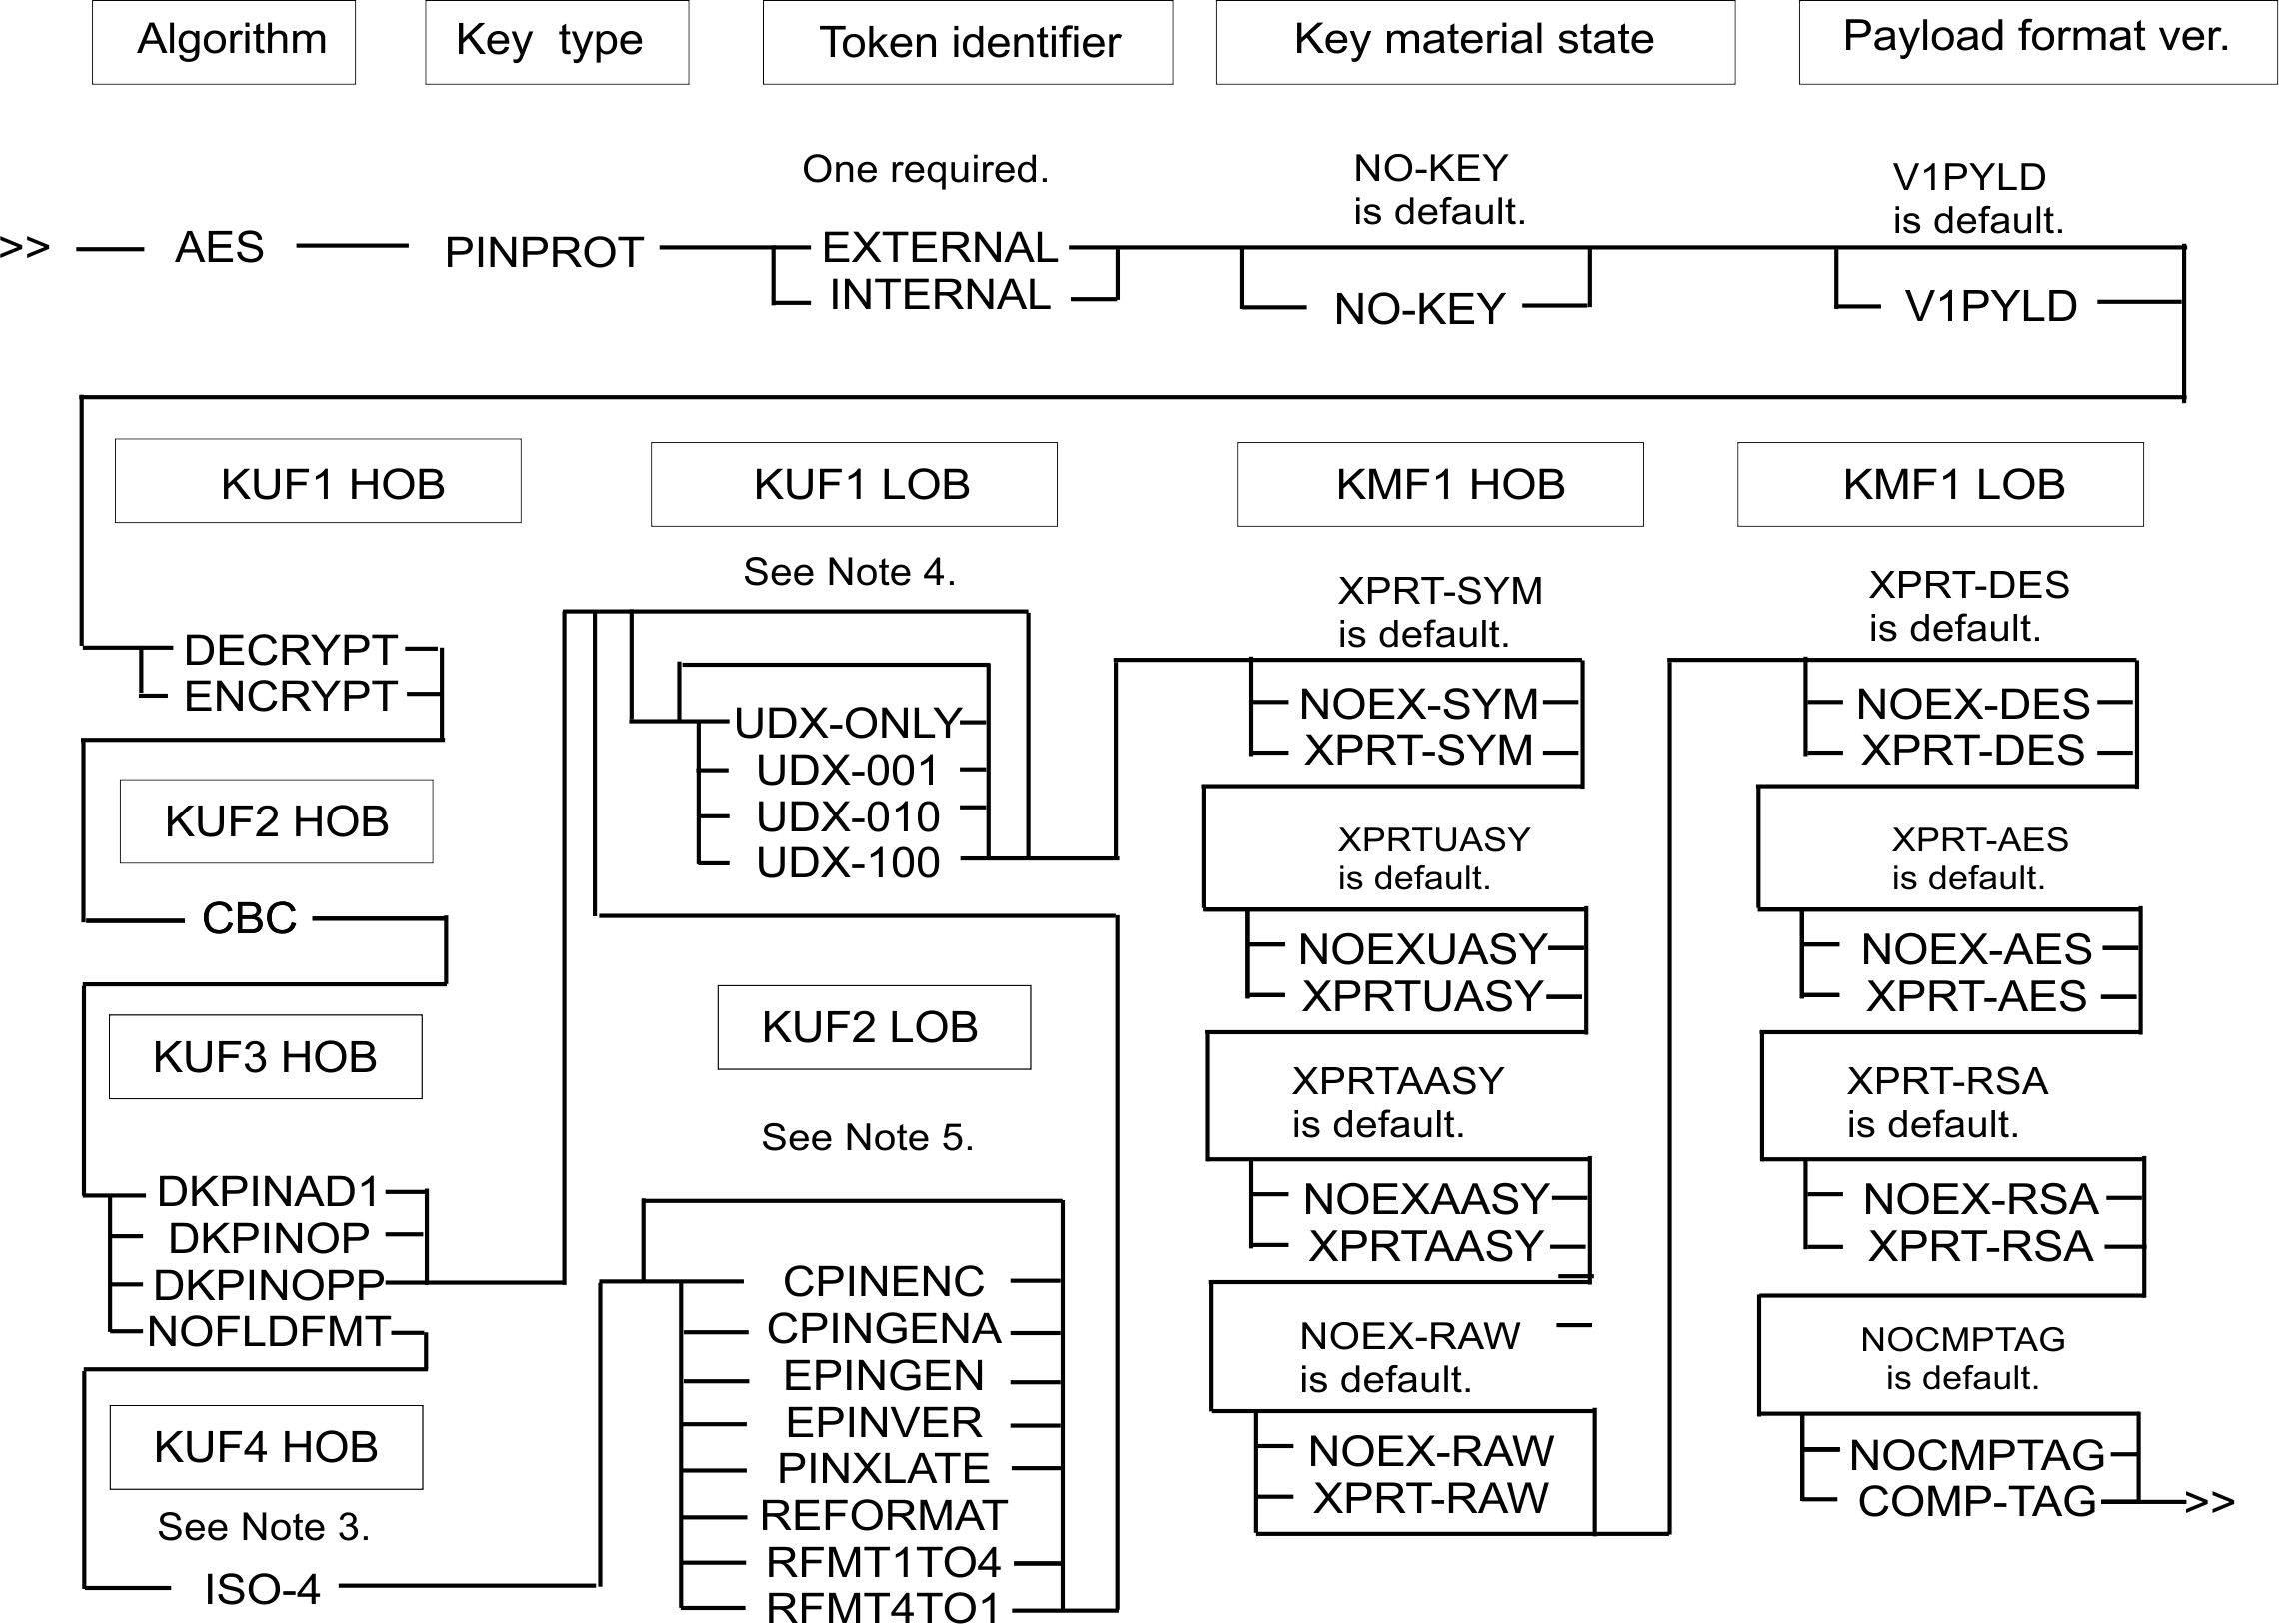 Algorithm
Key type
Token identifier
Key material state
Payload format ver.
One required.
NO-KEY
is default.
V1PYLD
is default.
>>
AES
PINPROT
EXTERNAL
INTERNAL
NO-KEY
V1PYLD
KUF1 HOB
DECRYPT
ENCRYPT
KUF2 HOB
CBC
KUF3 HOB
DKPINAD1
DKPINOP
DKPINOPP
NOFLDFMT
KUF4 HOB
See Note 3.
ISO-4
KUF1 LOB
See Note 4.
UDX-ONLY
UDX-001
UDX-010
UDX-100
KUF2 LOB
See Note 5.
CPINENC
CPINGENA
EPINGEN
EPINVER
PINXLATE
REFORMAT
RFMT1TO4
RFMT4TO1
KMF1 HOB
XPRT-SYM
is default.
NOEX-SYM
XPRT-SYM
XPRTUASY
is default.
NOEXUASY
XPRTUASY
XPRTAASY
is default.
NOEXAASY
XPRTAASY
NOEX-RAW
is default.
NOEX-RAW
XPRT-RAW
KMF1 LOB
XPRT-DES
is default.
NOEX-DES
XPRT-DES
XPRT-AES
is default.
NOEX-AES
XPRT-AES
XPRT-RSA
is default.
NOEX-RSA
XPRT-RSA
NOCMPTAG
is default.
NOCMPTAG
COMP-TAG
>>